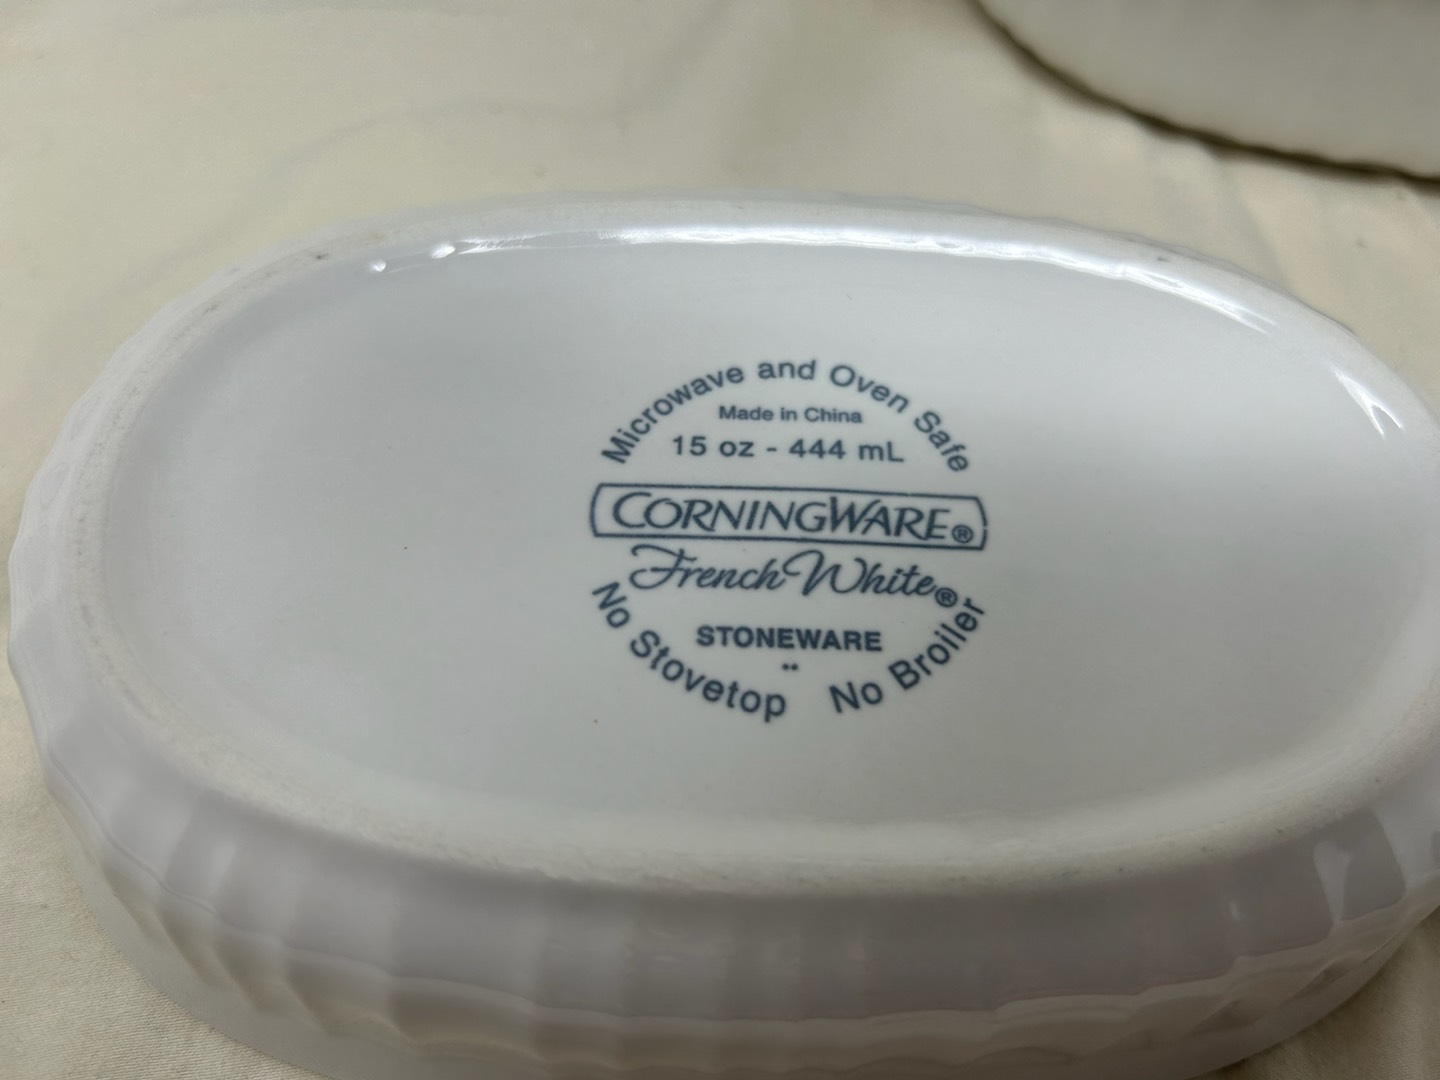 Microwave and Oven Safe
Made in China
15 oz - 444 mL
CORNINGWARE®
French White®
STONEWARE
No Stovetop No Broiler